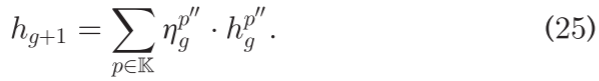 h_{g+1} = \sum_{p \in \mathbb{K}} \eta_g^{p''} \cdot h_g^{p''}. (25)